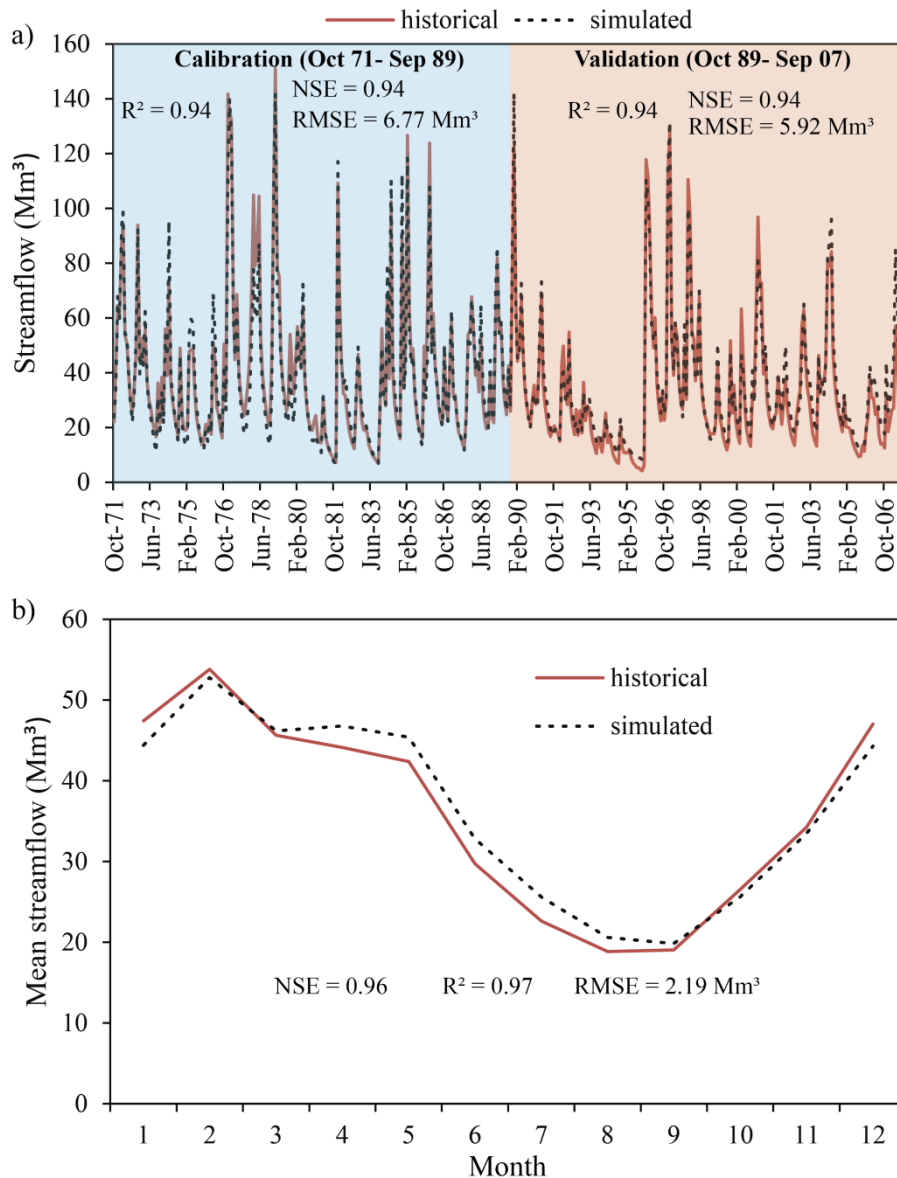 historical simulated
a)
Streamflow (Mm³)
160
140
120
100
80
60
40
20
0
Calibration (Oct 71- Sep 89)
R² = 0.94
NSE = 0.94
RMSE = 6.77 Mm³
Validation (Oct 89- Sep 07)
R² = 0.94
NSE = 0.94
RMSE = 5.92 Mm³
Oct-71
Jun-73
Feb-75
Oct-76
Jun-78
Feb-80
Oct-81
Jun-83
Feb-85
Oct-86
Jun-88
Feb-90
Oct-91
Jun-93
Feb-95
Oct-96
Jun-98
Feb-00
Oct-01
Jun-03
Feb-05
Oct-06
b)
Mean streamflow (Mm³)
60
50
40
30
20
10
0
historical
simulated
NSE = 0.96 R² = 0.97 RMSE = 2.19 Mm³
1 2 3 4 5 6 7 8 9 10 11 12
Month